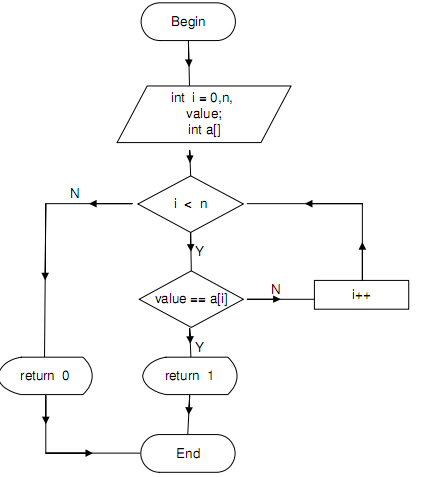 Begin
int i = 0,n,
value;
int a[]
i < n
N
Y
value == a[i]
N
i++
Y
return 0
return 1
End